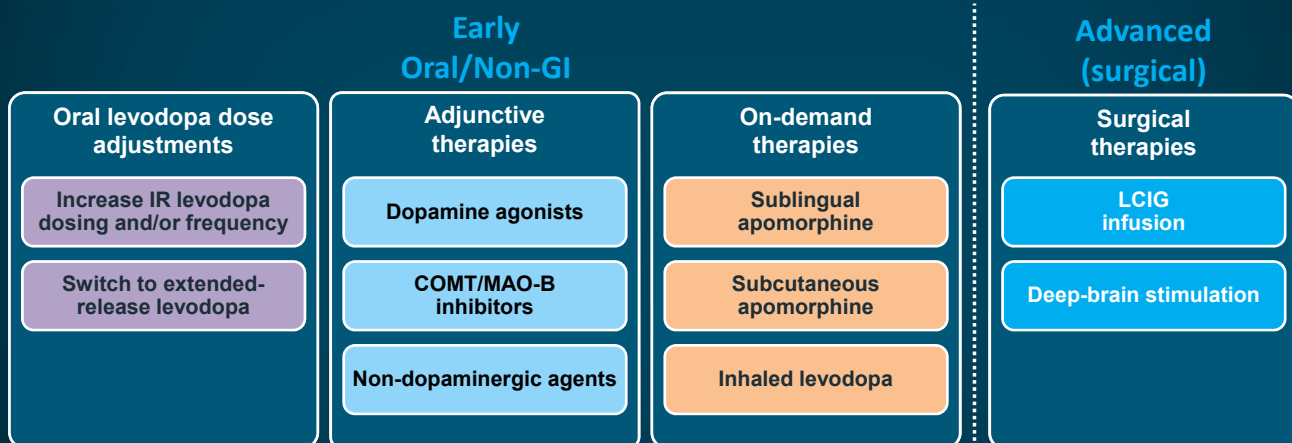 Early
Oral/Non-GI
Advanced
(surgical)
Oral levodopa dose
adjustments
Increase IR levodopa
dosing and/or frequency
Switch to extended-
release levodopa
Adjunctive
therapies
Dopamine agonists
COMT/MAO-B
inhibitors
Non-dopaminergic agents
On-demand
therapies
Sublingual
apomorphine
Subcutaneous
apomorphine
Inhaled levodopa
Surgical
therapies
LCIG
infusion
Deep-brain stimulation